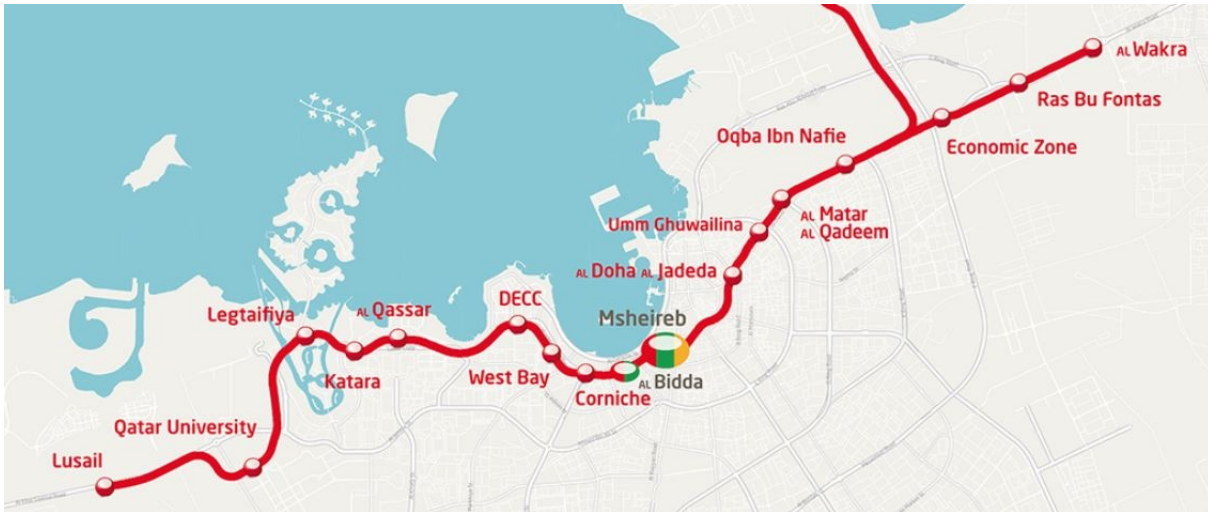 AL Wakra
Ras Bu Fontas
Economic Zone
Oqba Ibn Nafie
AL Matar
AL Qadeem
Umm Ghuwailina
AL Doha AL Jadeda
Msheireb
AL Bidda
Corniche
West Bay
DECC
AL Qassar
Katara
Legtaifiya
Qatar University
Lusail